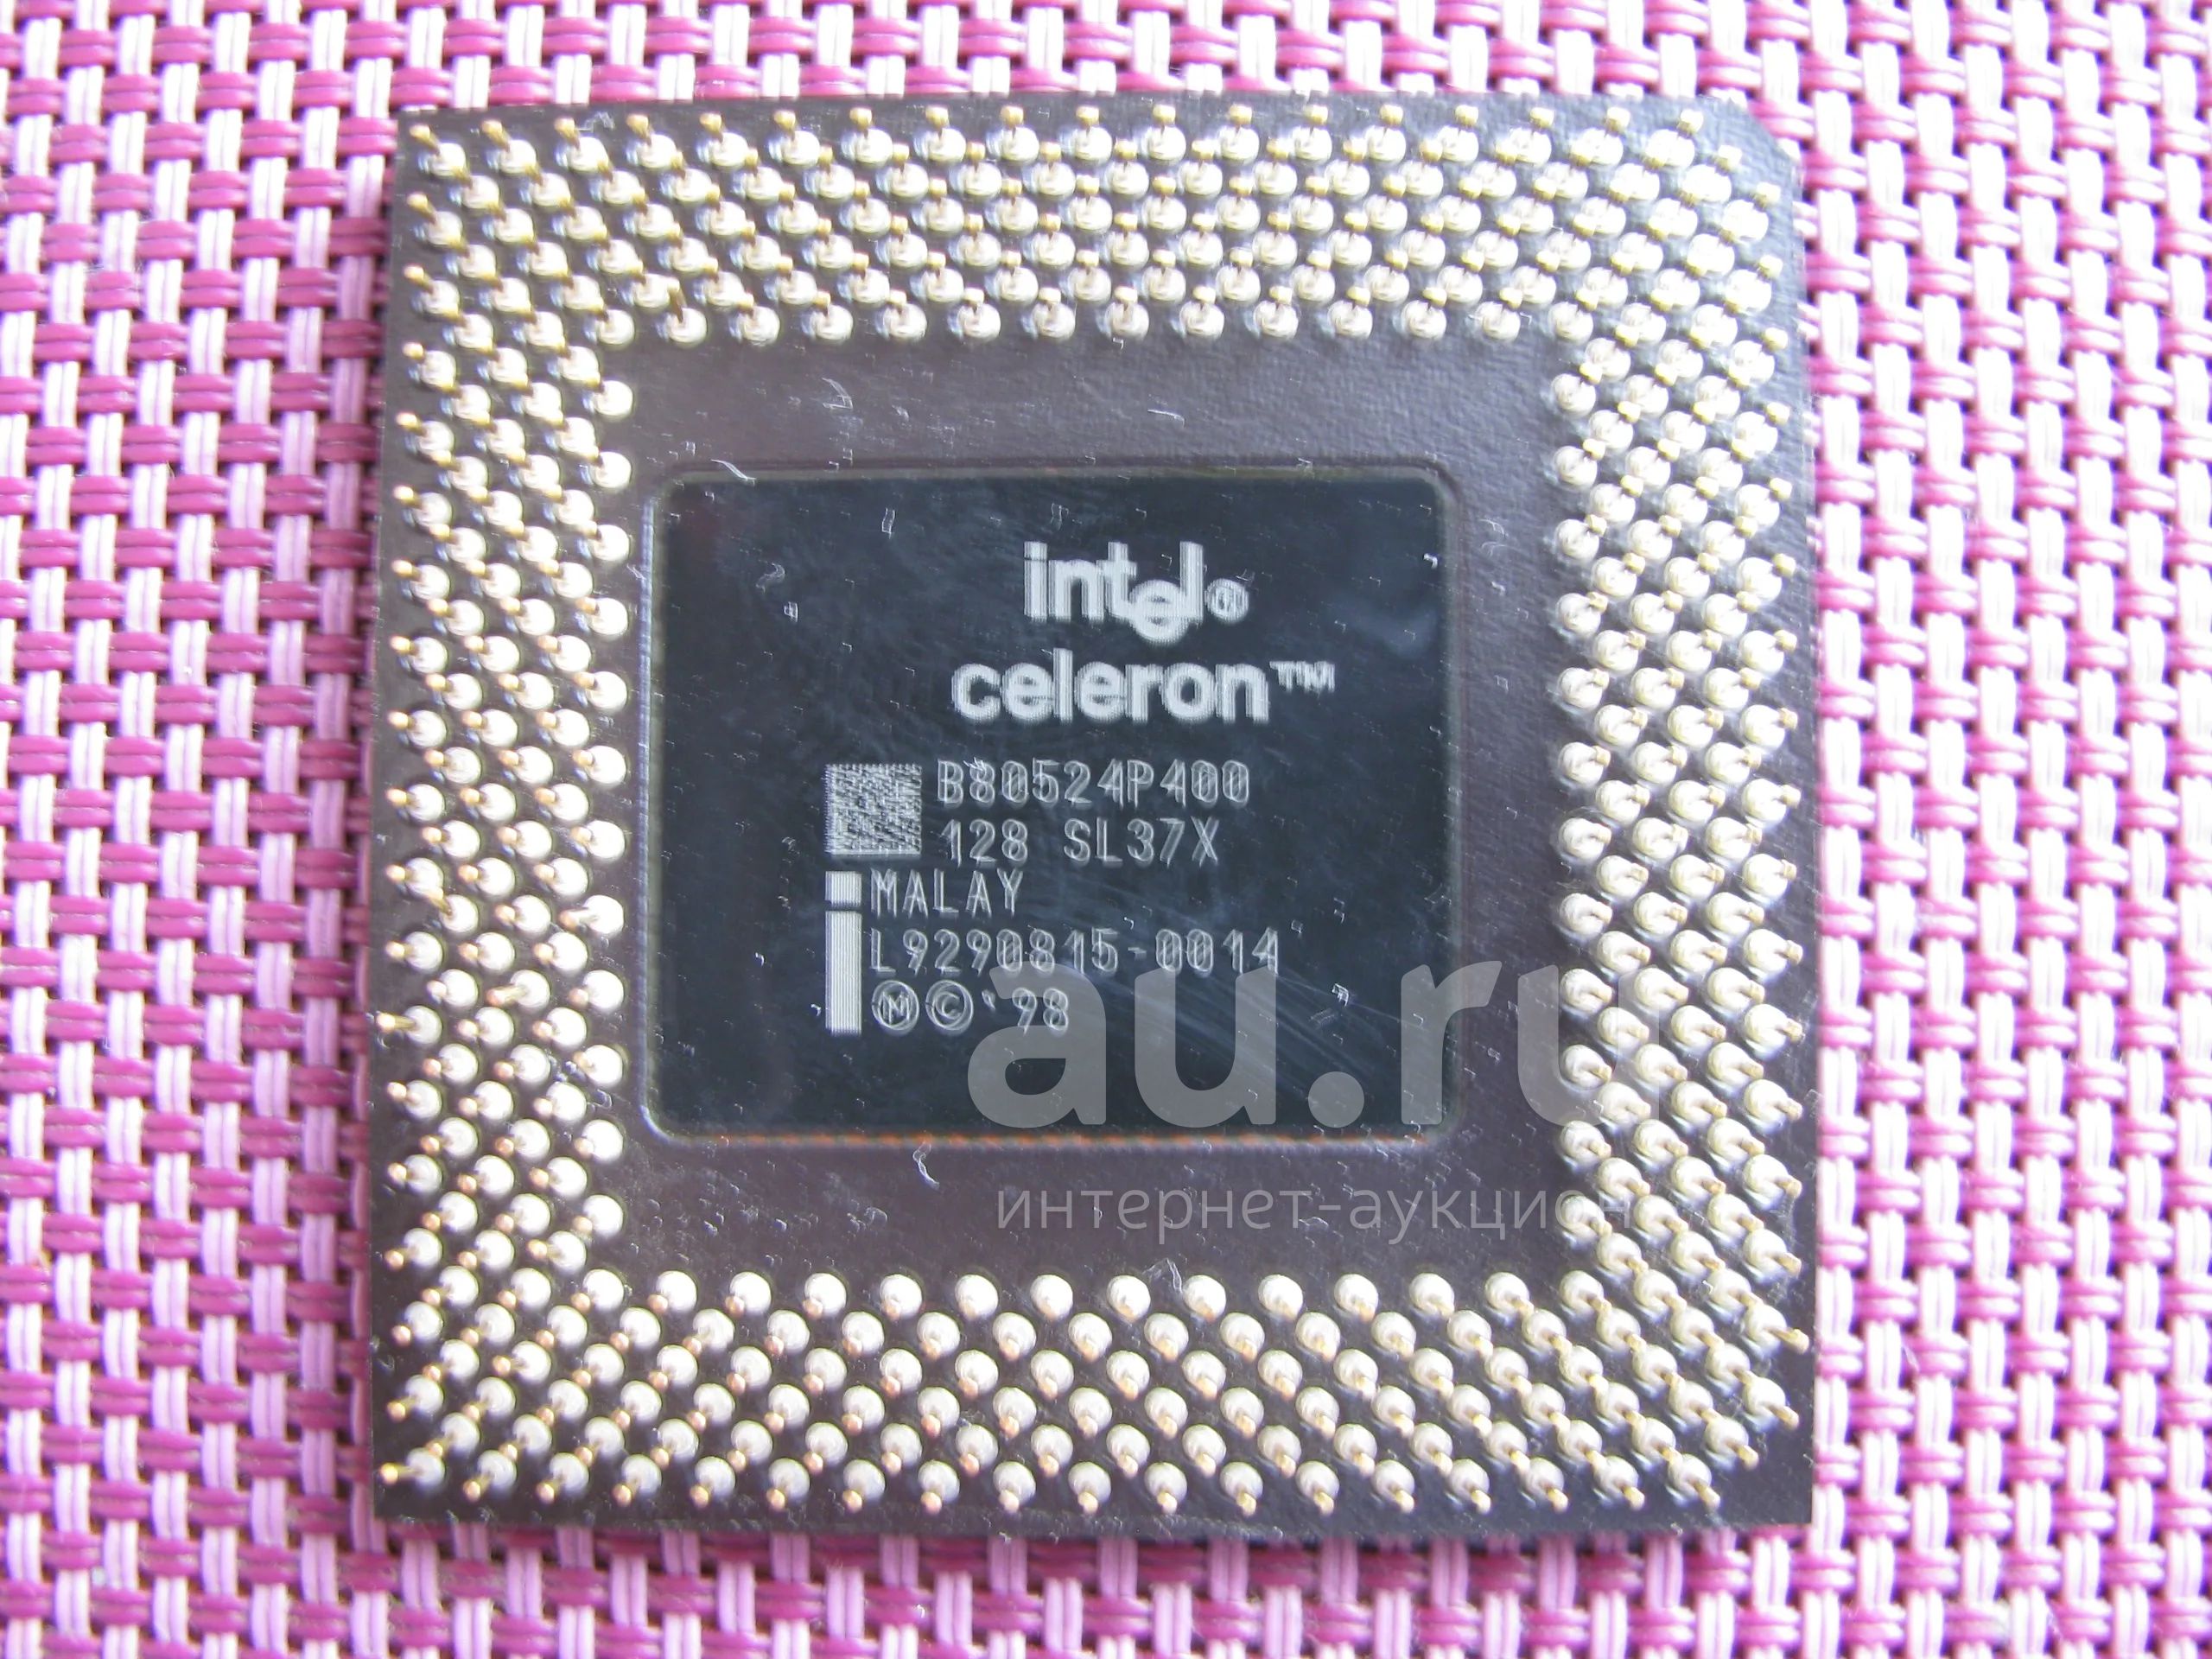 intel®
celeron™
B80524P400
128 SL37X
MALAY
L9290815-0014
Ⓜ©'98
au.ru
интернет-аукцион